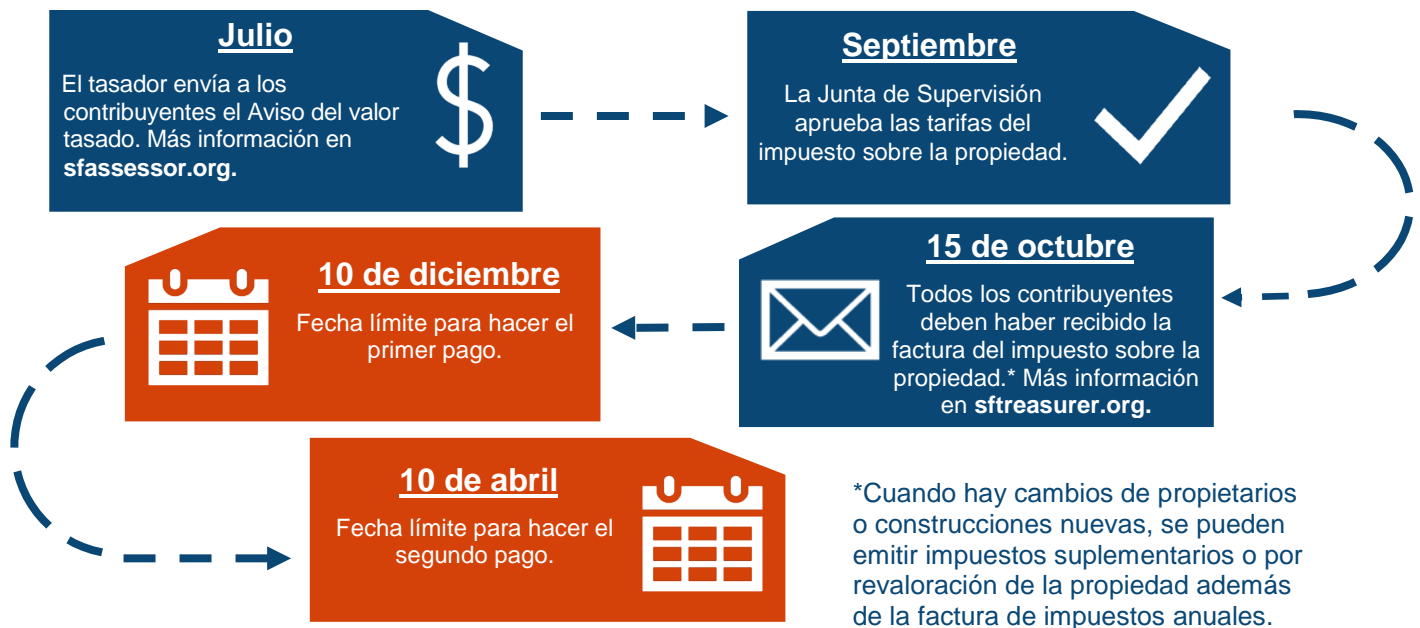 Julio
El tasador envía a los
contribuyentes el Aviso del valor
tasado. Más información en
sfassessor.org.
Septiembre
La Junta de Supervisión
aprueba las tarifas del
impuesto sobre la propiedad.
15 de octubre
Todos los contribuyentes
deben haber recibido la
factura del impuesto sobre la
propiedad.* Más información
en sftreasurer.org.
10 de diciembre
Fecha límite para hacer el
primer pago.
10 de abril
Fecha límite para hacer el
segundo pago.
*Cuando hay cambios de propietarios
o construcciones nuevas, se pueden
emitir impuestos suplementarios o por
revaloración de la propiedad además
de la factura de impuestos anuales.